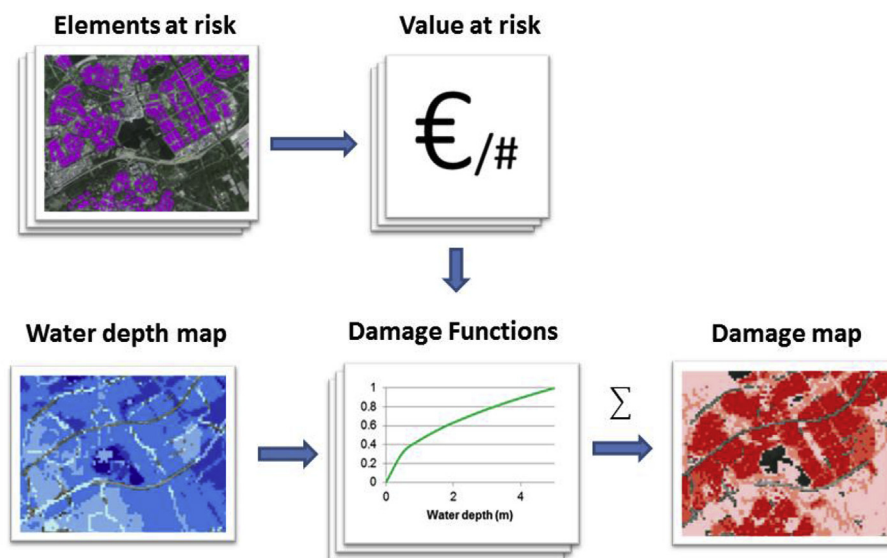 Elements at risk
Value at risk
€/#
Water depth map
Damage Functions
Damage map
1
0.8
0.6
0.4
0.2
0
0 2 4
Water depth (m)
∑